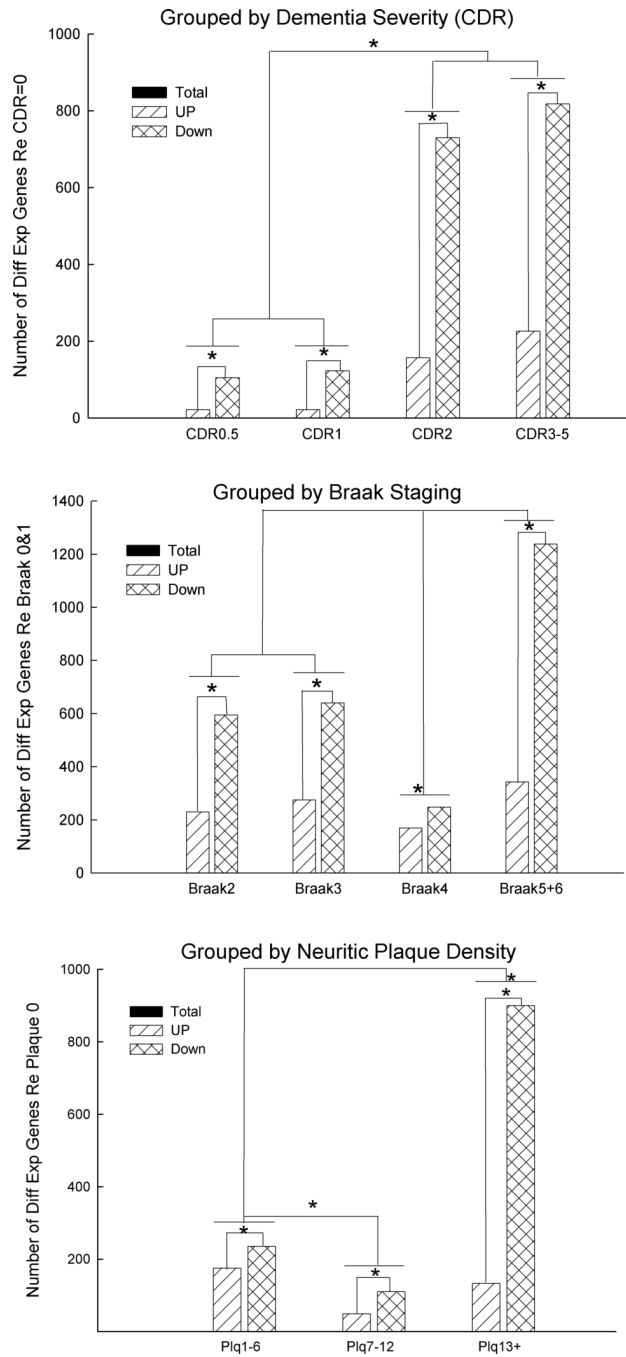 Grouped by Dementia Severity (CDR)
Number of Diff Exp Genes Re CDR=0
1000
800
600
400
200
0
Total
UP
Down
*
*
*
*
*
CDR0.5 CDR1 CDR2 CDR3-5
Grouped by Braak Staging
Number of Diff Exp Genes Re Braak 0&1
1400
1200
1000
800
600
400
200
0
Total
UP
Down
*
*
*
*
Braak2 Braak3 Braak4 Braak5+6
Grouped by Neuritic Plaque Density
Number of Diff Exp Genes Re Plaque 0
1000
800
600
400
200
Total
UP
Down
*
*
*
*
*
Plq1-6 Plq7-12 Plq13+